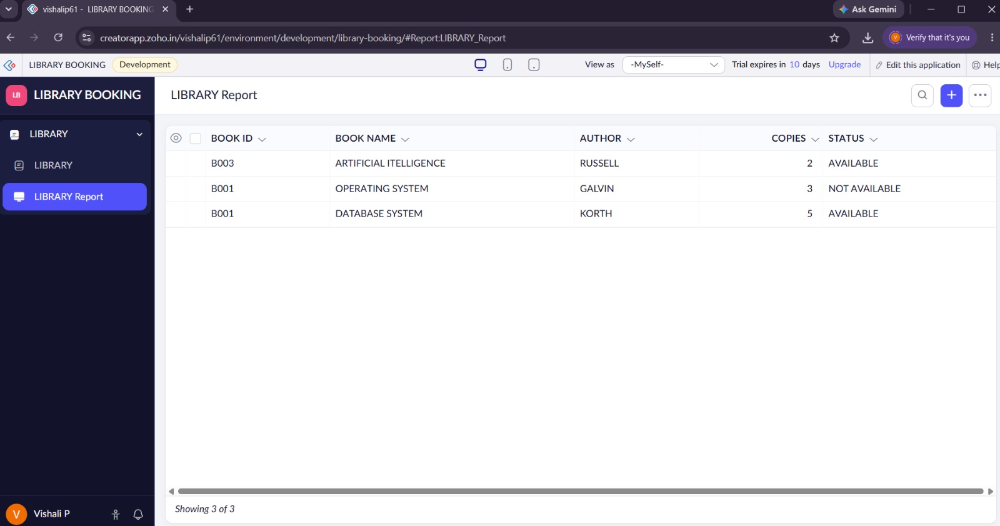 vishalip61 - LIBRARY BOOKING
Ask Gemini
creatorapp.zoho.in/vishalip61/environment/development/library-booking/#Report:LIBRARY_Report
Verify that it's you
LIBRARY BOOKING Development View as -MySelf- Trial expires in 10 days Upgrade Edit this application Help
LB LIBRARY BOOKING
LIBRARY Report
LIBRARY
LIBRARY
LIBRARY Report
BOOK ID BOOK NAME AUTHOR COPIES STATUS
B003 ARTIFICIAL ITELLIGENCE RUSSELL 2 AVAILABLE
B001 OPERATING SYSTEM GALVIN 3 NOT AVAILABLE
B001 DATABASE SYSTEM KORTH 5 AVAILABLE
Showing 3 of 3
V Vishali P